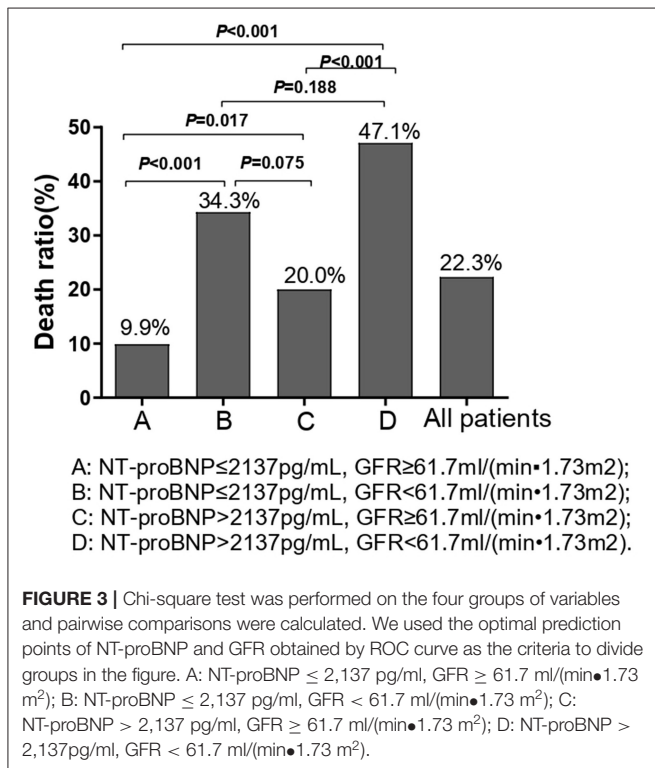 P<0.001
P<0.001
P=0.188
P=0.017
P<0.001
P=0.075
50
40
30
20
10
0
Death ratio(%)
9.9%
34.3%
20.0%
47.1%
22.3%
A B C D All patients
A: NT-proBNP≤2137pg/mL, GFR≥61.7ml/(min▪1.73m2);
B: NT-proBNP≤2137pg/mL, GFR<61.7ml/(min•1.73m2);
C: NT-proBNP>2137pg/mL, GFR≥61.7ml/(min•1.73m2);
D: NT-proBNP>2137pg/mL, GFR<61.7ml/(min•1.73m2).
FIGURE 3 | Chi-square test was performed on the four groups of variables
and pairwise comparisons were calculated. We used the optimal prediction
points of NT-proBNP and GFR obtained by ROC curve as the criteria to divide
groups in the figure. A: NT-proBNP ≤ 2,137 pg/ml, GFR ≥ 61.7 ml/(min●1.73
m²); B: NT-proBNP ≤ 2,137 pg/ml, GFR < 61.7 ml/(min●1.73 m²); C:
NT-proBNP > 2,137 pg/ml, GFR ≥ 61.7 ml/(min●1.73 m²); D: NT-proBNP >
2,137pg/ml, GFR < 61.7 ml/(min●1.73 m²).